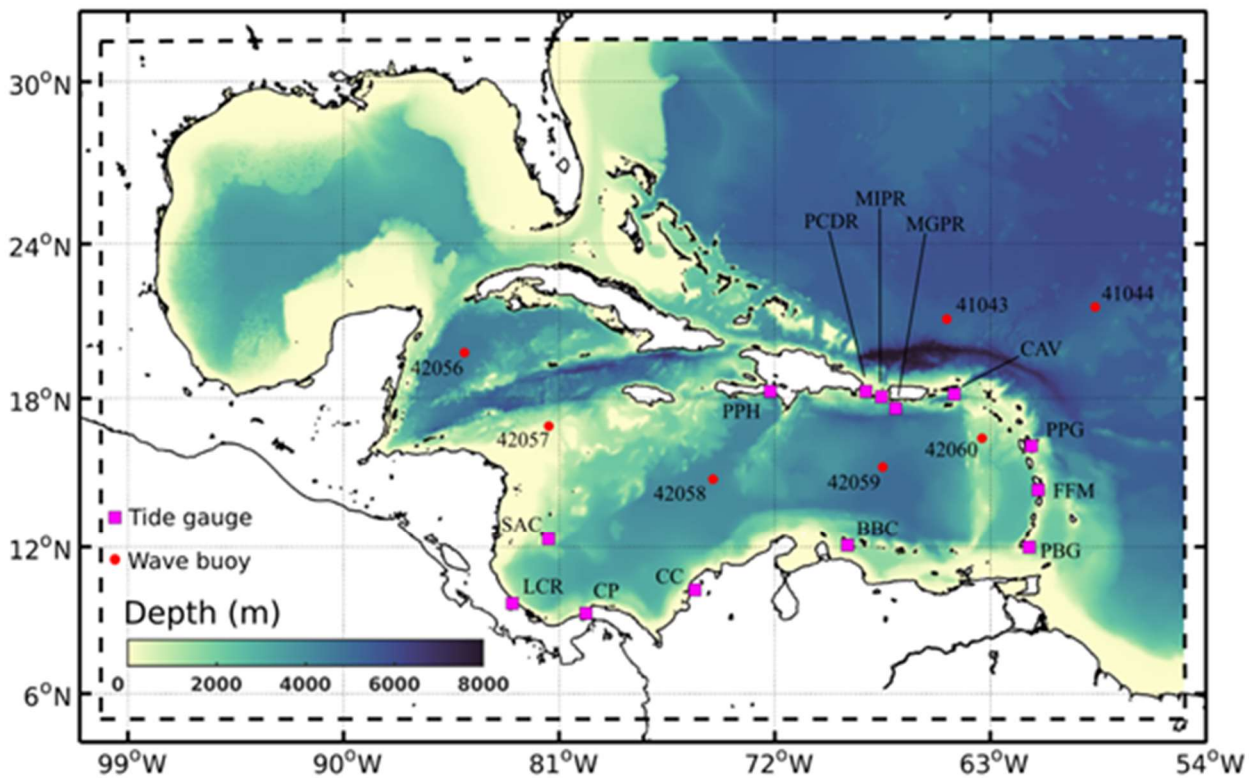 30°N
24°N
18°N
12°N
6°N
99°W
90°W
81°W
72°W
63°W
54°W
MIPR
PCDR
MGPR
41043
41044
CAV
42056
PPH
42057
42060
PPG
42058
42059
FFM
SAC
BBC
PBG
LCR
CP
CC
Tide gauge
Wave buoy
Depth (m)
0
2000
4000
6000
8000